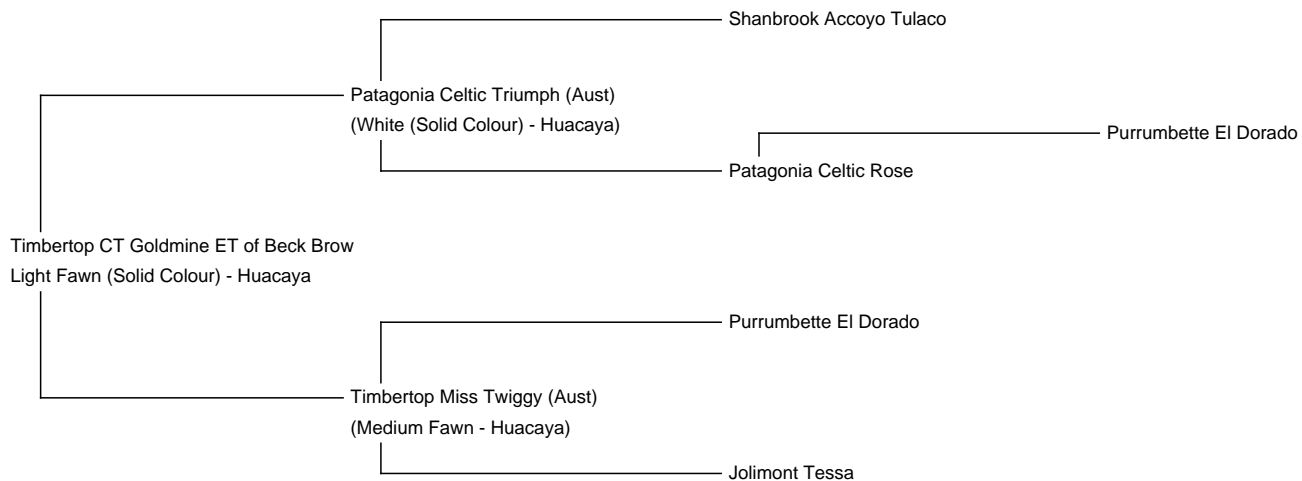 Shanbrook Accoyo Tulaco
Patagonia Celtic Triumph (Aust)
(White (Solid Colour) - Huacaya)
Purrumbette El Dorado
Patagonia Celtic Rose
Timbertop CT Goldmine ET of Beck Brow
Light Fawn (Solid Colour) - Huacaya
Purrumbette El Dorado
Timbertop Miss Twiggy (Aust)
(Medium Fawn - Huacaya)
Jolimont Tessa